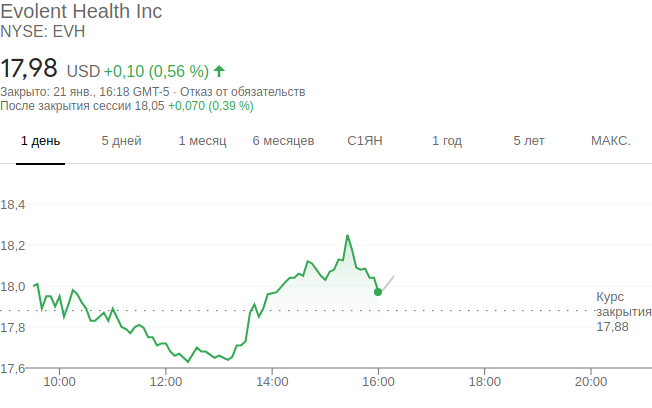 Evolent Health Inc
NYSE: EVH
17,98 USD +0,10 (0,56 %)
Закрыто: 21 янв., 16:18 GMT-5 · Отказ от обязательств
После закрытия сессии 18,05 +0,070 (0,39 %)
1 день 5 дней 1 месяц 6 месяцев С1ЯН 1 год 5 лет МАКС.
18,4
18,2
18,0
Курс
закрытия
17,88
17,8
17,6
10:00 12:00 14:00 16:00 18:00 20:00